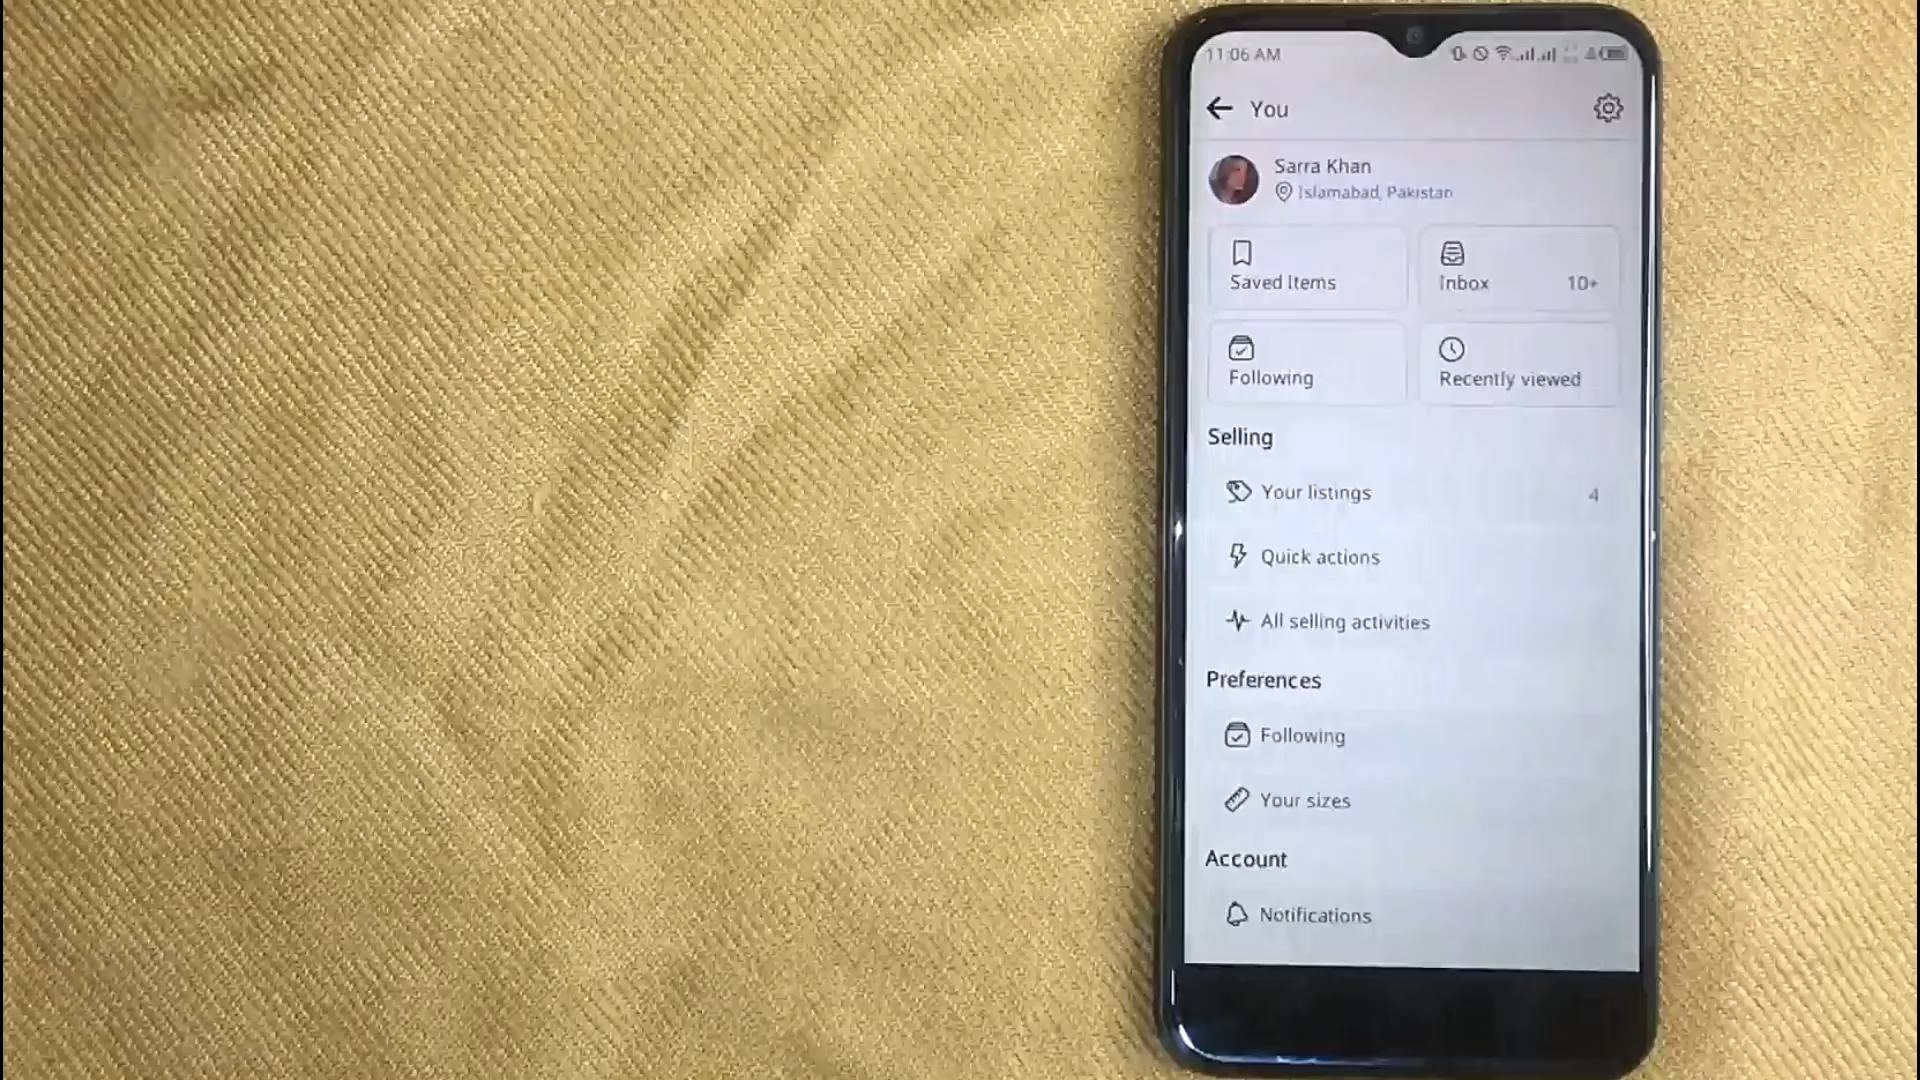 11:06 AM
You
Sarra Khan
Islamabad, Pakistan
Saved Items
Inbox 10+
Following
Recently viewed
Selling
Your listings 4
Quick actions
All selling activities
Preferences
Following
Your sizes
Account
Notifications